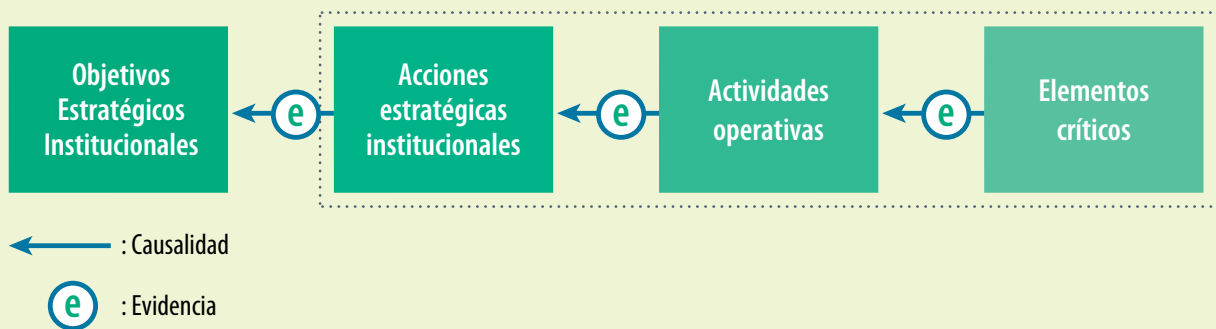 Objetivos
Estratégicos
Institucionales
e
Acciones
estratégicas
institucionales
e
Actividades
operativas
e
Elementos
críticos
: Causalidad
e : Evidencia